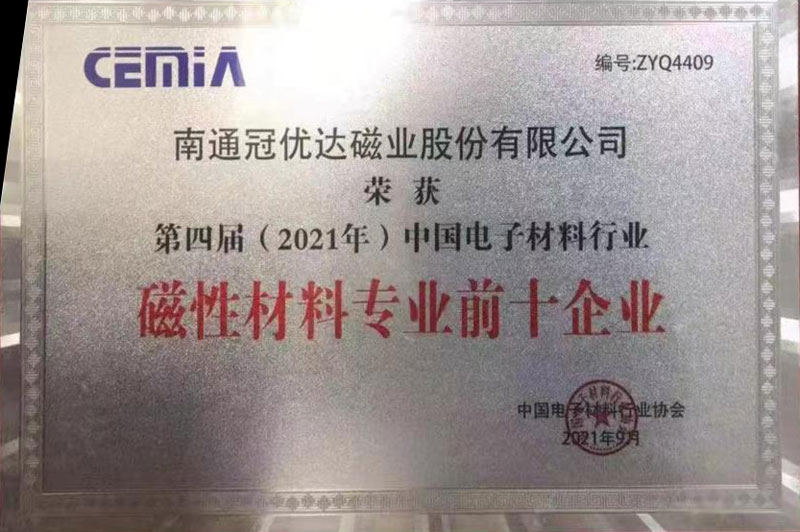 CEMIA
编号:ZYQ4409
南通冠优达磁业股份有限公司
荣获
第四届（2021年）中国电子材料行业
磁性材料专业前十企业
中国电子材料行业协会
2021年9月